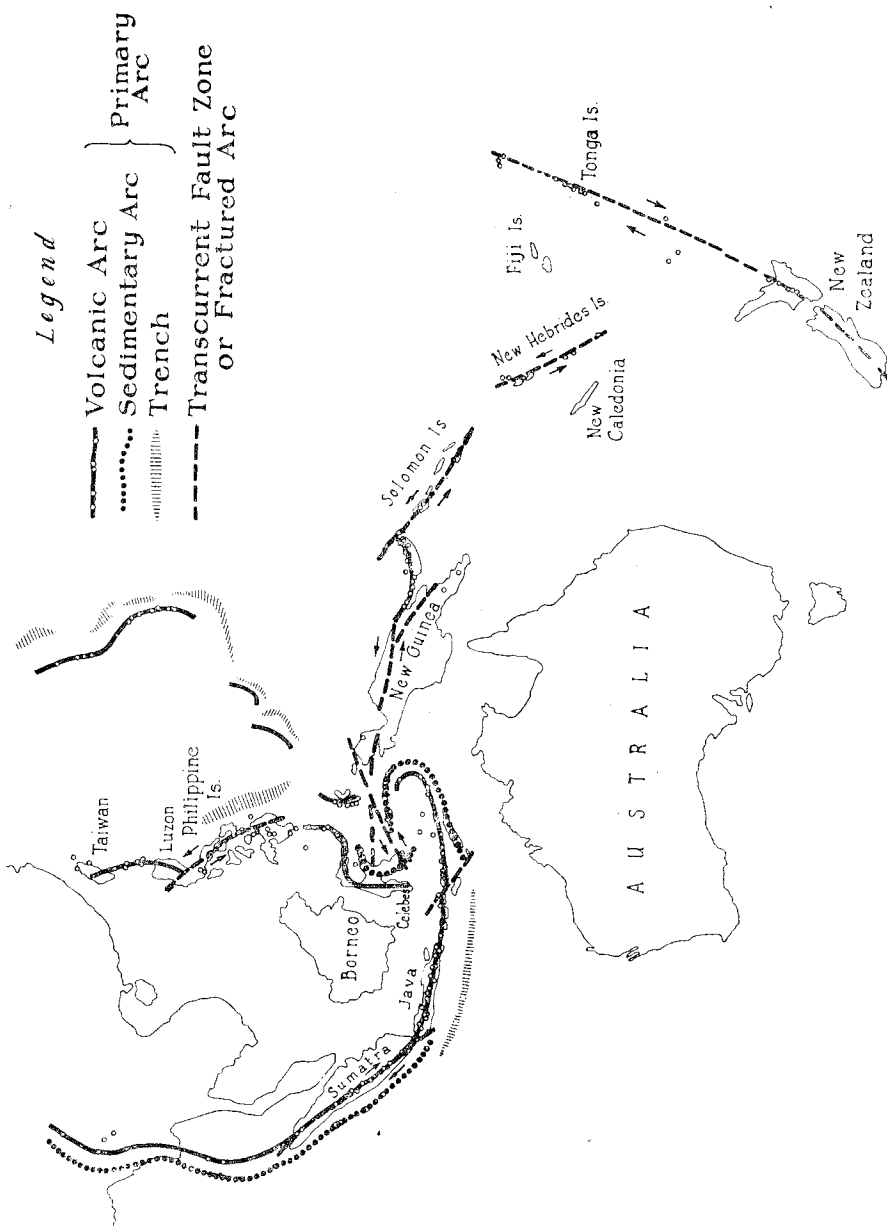 Legend
Volcanic Arc
Sedimentary Arc
Trench
Primary
Arc
Transcurrent Fault Zone
or Fractured Arc
Taiwan
Luzon
Philippine
Is.
Borneo
Celebes
Java
Sumatra
New Guinea
Solomon Is
New Hebrides Is.
New
Caledonia
Fiji Is.
Tonga Is.
New
Zealand
AUSTRALIA